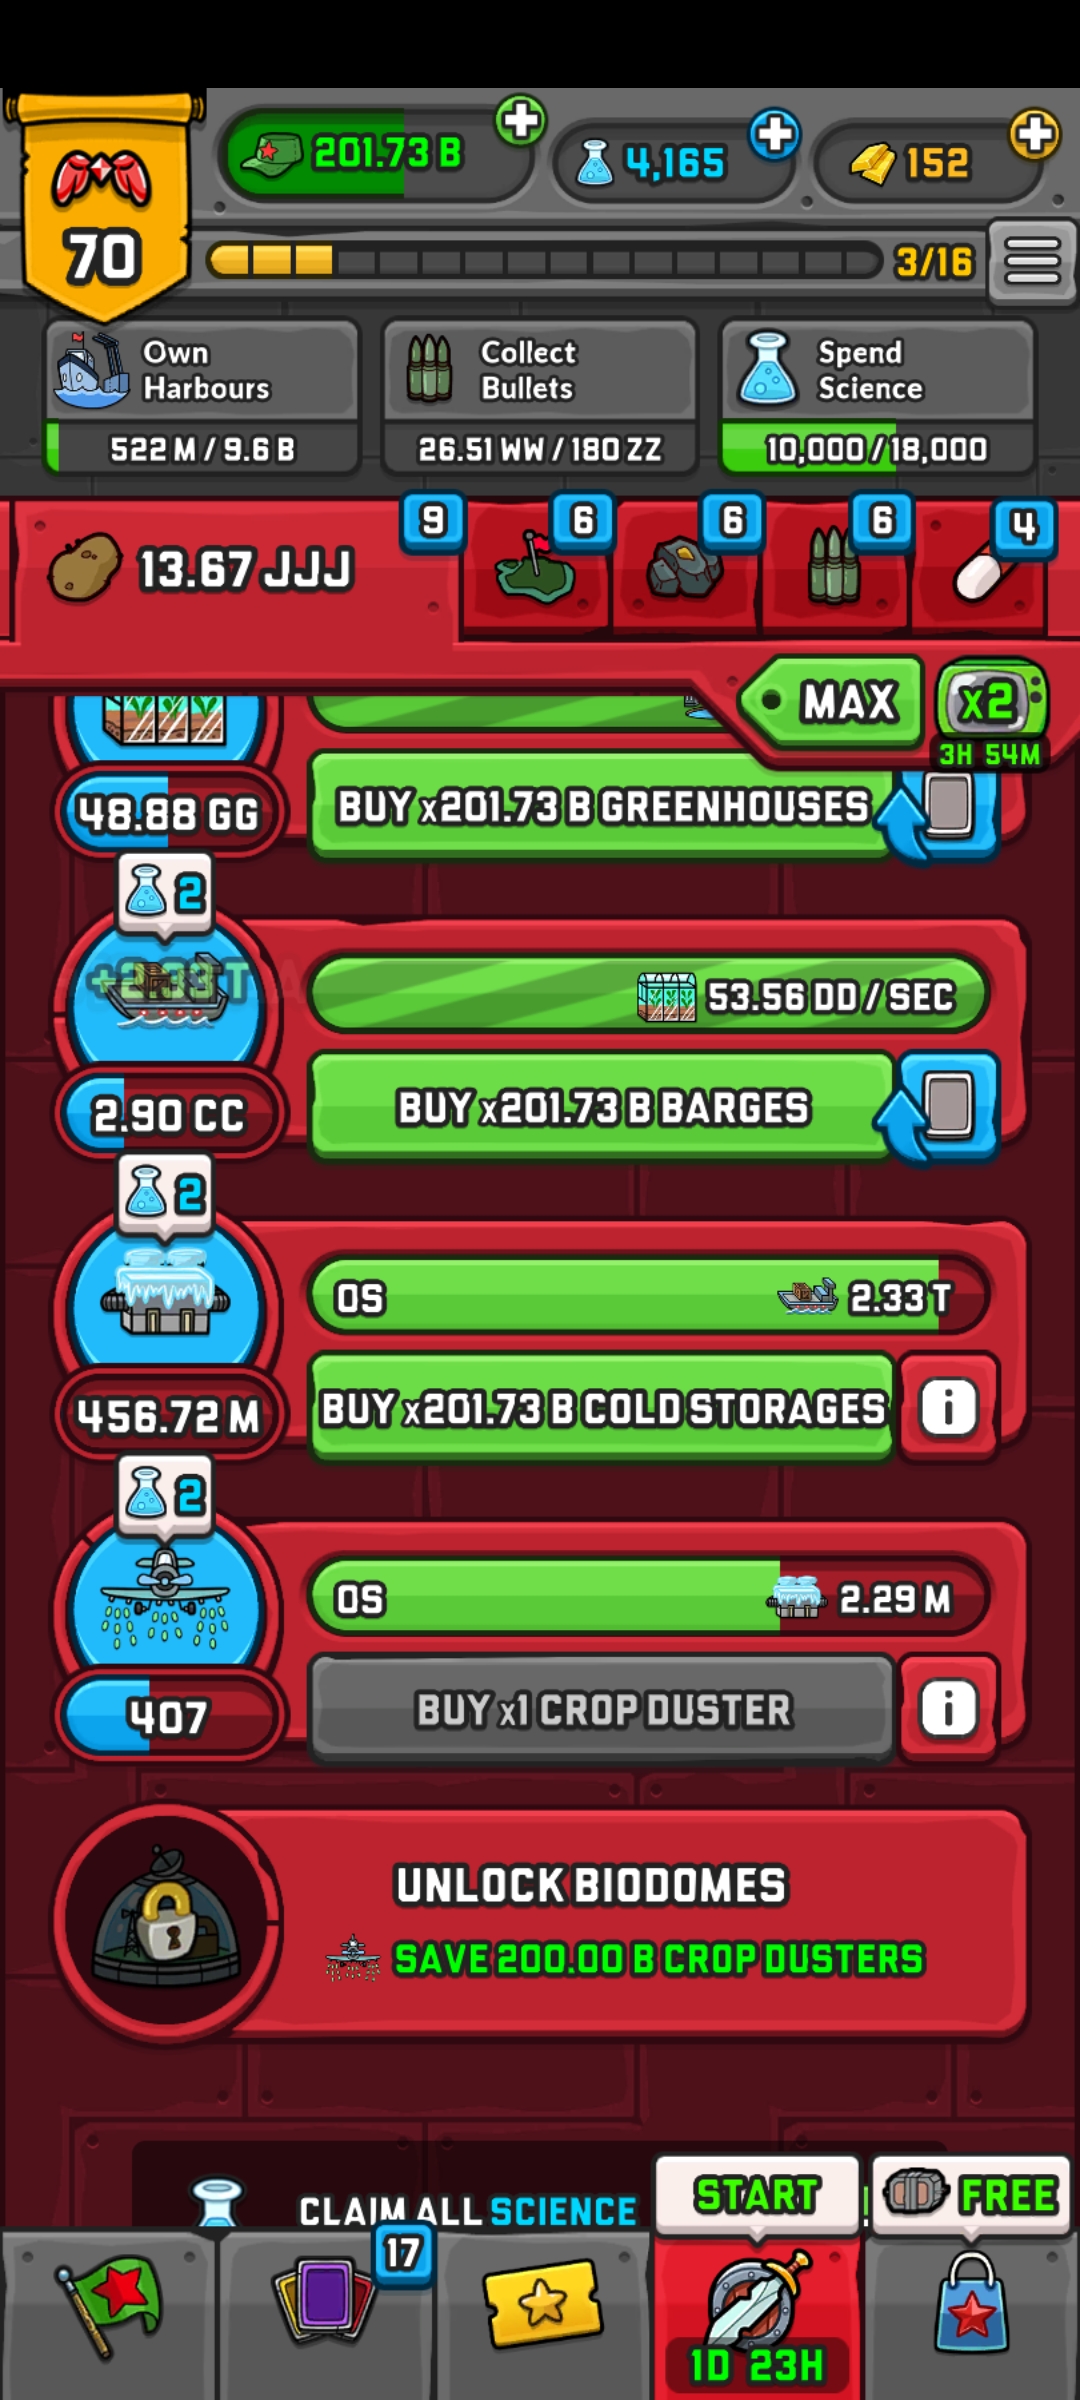 201.73 B
4,165
152
70
3/16
Own
Harbours
522 M / 9.6 B
Collect
Bullets
26.51 WW / 180 ZZ
Spend
Science
10,000 / 18,000
13.67 JJJ
9
6
6
6
4
MAX
x2
3H 54M
48.88 GG
BUY x201.73 B GREENHOUSES
2
53.56 DD / SEC
2.90 CC
BUY x201.73 B BARGES
2
0S
2.33 T
456.72 M
BUY x201.73 B COLD STORAGES
i
2
0S
2.29 M
407
BUY x1 CROP DUSTER
i
UNLOCK BIODOMES
SAVE 200.00 B CROP DUSTERS
CLAIM ALL SCIENCE
START
FREE
17
1D 23H